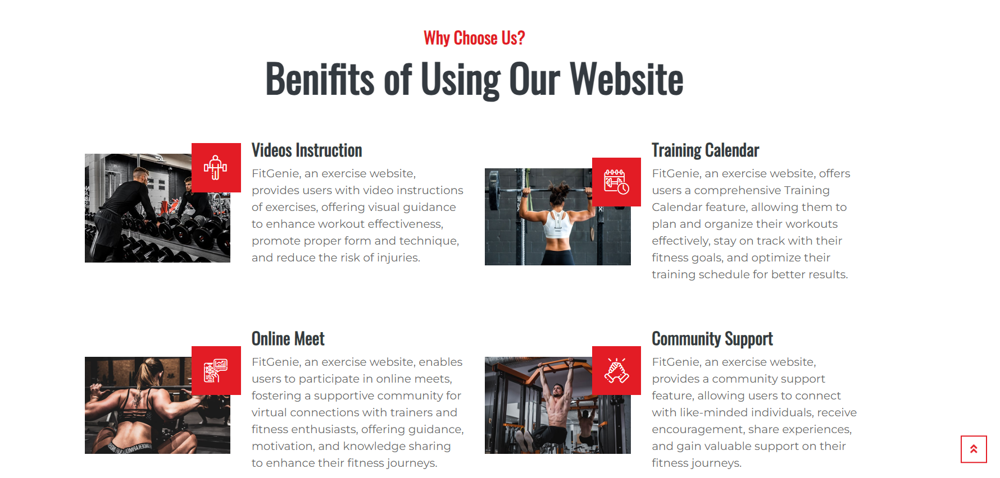 Why Choose Us?
Benifits of Using Our Website
Videos Instruction
FitGenie, an exercise website,
provides users with video instructions
of exercises, offering visual guidance
to enhance workout effectiveness,
promote proper form and technique,
and reduce the risk of injuries.
Training Calendar
FitGenie, an exercise website, offers
users a comprehensive Training
Calendar feature, allowing them to
plan and organize their workouts
effectively, stay on track with their
fitness goals, and optimize their
training schedule for better results.
Online Meet
FitGenie, an exercise website, enables
users to participate in online meets,
fostering a supportive community for
virtual connections with trainers and
fitness enthusiasts, offering guidance,
motivation, and knowledge sharing
to enhance their fitness journeys.
Community Support
FitGenie, an exercise website,
provides a community support
feature, allowing users to connect
with like-minded individuals, receive
encouragement, share experiences,
and gain valuable support on their
fitness journeys.